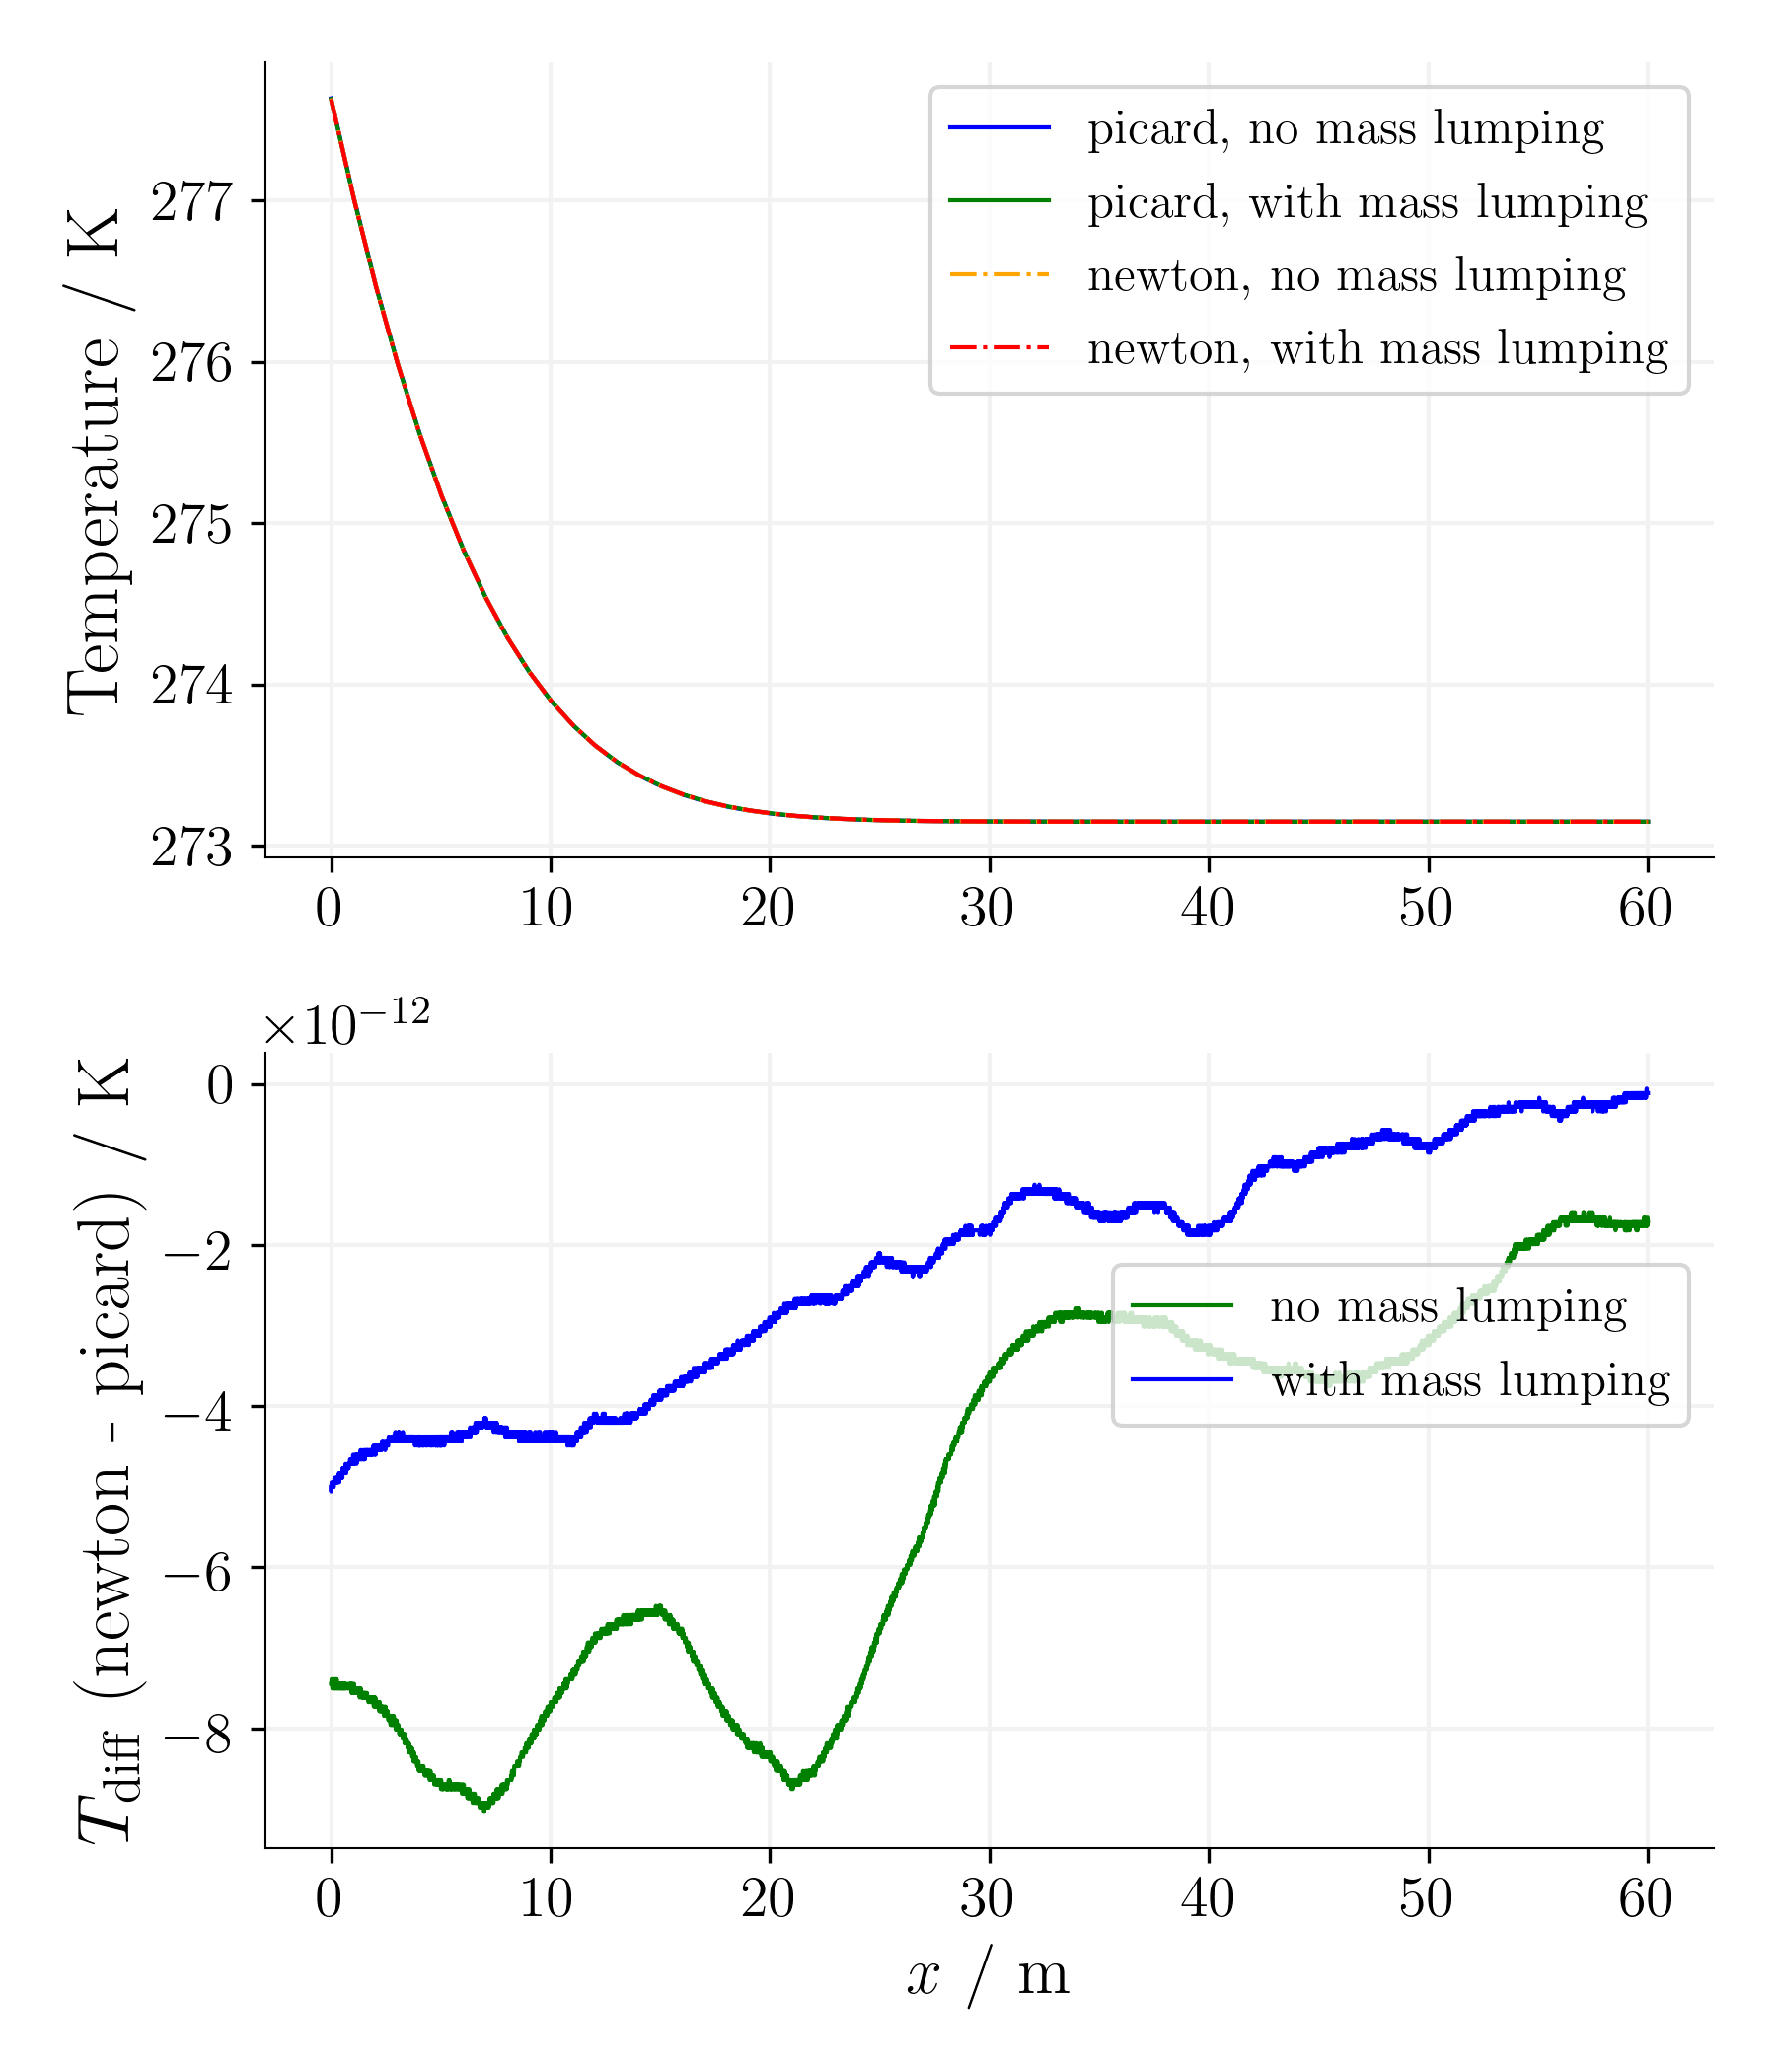 Temperature / K
277
276
275
274
273
0 10 20 30 40 50 60
picard, no mass lumping
picard, with mass lumping
newton, no mass lumping
newton, with mass lumping
×10⁻¹²
T_diff (newton - picard) / K
0
−2
−4
−6
−8
no mass lumping
with mass lumping
0 10 20 30 40 50 60
x / m